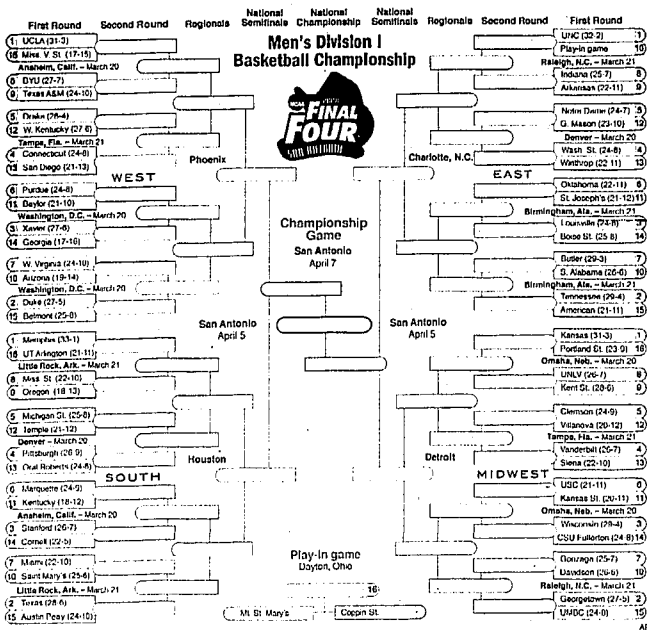 First Round
Second Round
Regionals
National Semifinals
National Championship
National Semifinals
Regionals
Second Round
First Round
Men's Division I
Basketball Championship
NCAA
FINAL
FOUR
SAN ANTONIO
1 UCLA (31-3)
16 Miss. V. St. (17-15)
Anaheim, Calif. – March 20
8 BYU (27-7)
9 Texas A&M (24-10)
5 Drake (28-4)
12 W. Kentucky (27-6)
Tampa, Fla. – March 21
4 Connecticut (24-8)
13 San Diego (21-13)
WEST
Phoenix
6 Purdue (24-8)
11 Baylor (21-10)
Washington, D.C. – March 20
3 Xavier (27-6)
14 Georgia (17-16)
7 W. Virginia (24-10)
10 Arizona (19-14)
Washington, D.C. – March 20
2 Duke (27-5)
15 Belmont (25-8)
San Antonio
April 5
1 Memphis (33-1)
16 UT Arlington (21-11)
Little Rock, Ark. – March 21
8 Miss. St (22-10)
Oregon (18-13)
5 Michigan St. (25-8)
12 Temple (21-12)
Denver – March 20
4 Pittsburgh (26-9)
13 Oral Roberts (24-8)
Houston
SOUTH
6 Marquette (24-9)
11 Kentucky (18-12)
Anaheim, Calif. – March 20
3 Stanford (26-7)
14 Cornell (22-5)
7 Miami (22-10)
10 Saint Mary's (25-6)
Little Rock, Ark. – March 21
2 Texas (28-6)
15 Austin Peay (24-10)
Championship
Game
San Antonio
April 7
Play-In game
Dayton, Ohio
16
Mt. St. Mary's
Coppin St.
UNC (32-2) 1
Play-in game
Raleigh, N.C. – March 21
Indiana (25-7) 8
Arkansas (22-11) 9
Notre Dame (24-7) 5
G. Mason (23-10) 12
Denver – March 20
Wash. St. (24-8) 4
Winthrop (22-11) 13
Charlotte, N.C.
EAST
Oklahoma (22-11) 6
St. Joseph's (21-12) 11
Birmingham, Ala. – March 21
Louisville (24-8) 3
Boise St. (25-8) 14
Butler (29-3) 7
S. Alabama (26-6) 10
Birmingham, Ala. – March 21
Tennessee (29-4) 2
American (21-11) 15
San Antonio
April 5
Kansas (31-3) 1
Portland St. (23-9) 16
Omaha, Neb. – March 20
UNLV (26-7) 8
Kent St. (28-6) 9
Clemson (24-9) 5
Villanova (20-12) 12
Tampa, Fla. – March 21
Vanderbilt (26-7) 4
Siena (22-10) 13
Detroit
MIDWEST
USC (21-11) 6
Kansas St. (20-11) 11
Omaha, Neb. – March 20
Wisconsin (29-4) 3
CSU Fullerton (24-8) 14
Gonzaga (25-7) 7
Davidson (26-6) 10
Raleigh, N.C. – March 21
Georgetown (27-5) 2
UMBC (24-8) 15